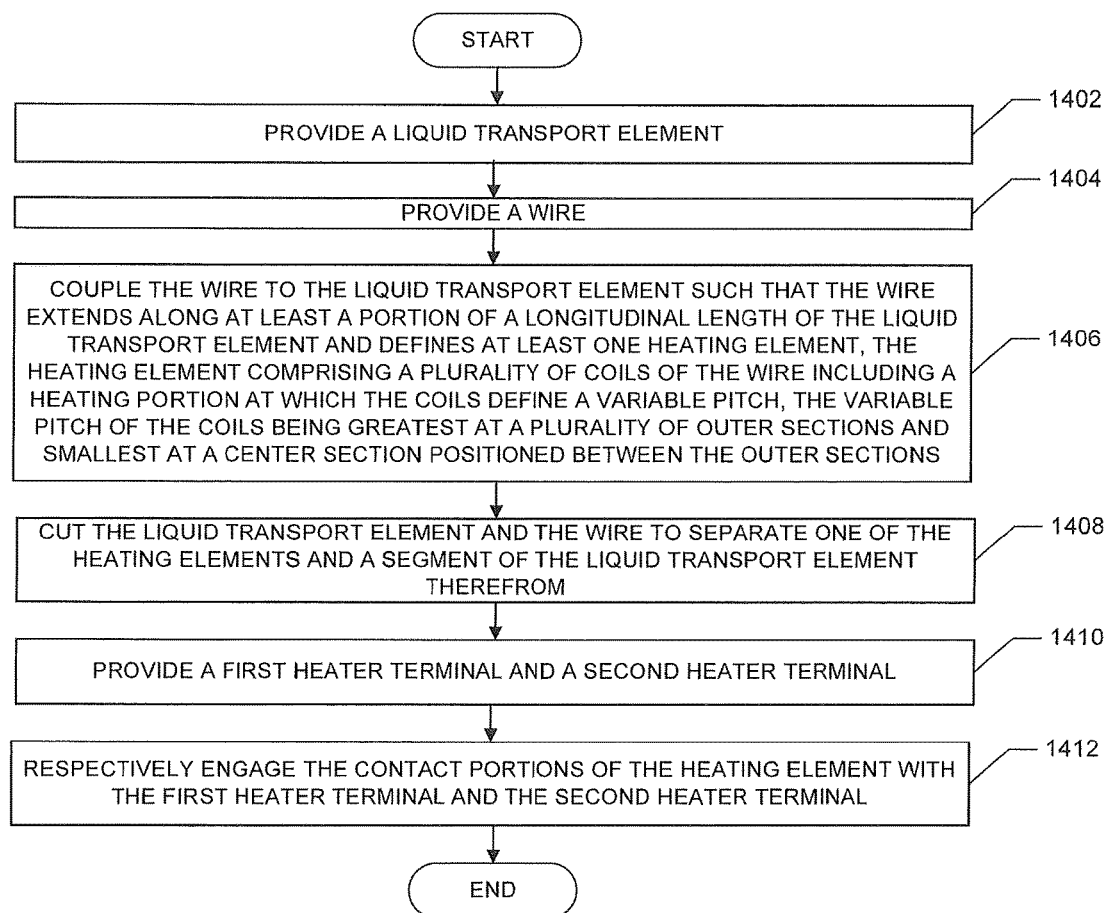 START
1402
PROVIDE A LIQUID TRANSPORT ELEMENT
1404
PROVIDE A WIRE
COUPLE THE WIRE TO THE LIQUID TRANSPORT ELEMENT SUCH THAT THE WIRE
EXTENDS ALONG AT LEAST A PORTION OF A LONGITUDINAL LENGTH OF THE LIQUID
TRANSPORT ELEMENT AND DEFINES AT LEAST ONE HEATING ELEMENT, THE
HEATING ELEMENT COMPRISING A PLURALITY OF COILS OF THE WIRE INCLUDING A
HEATING PORTION AT WHICH THE COILS DEFINE A VARIABLE PITCH, THE VARIABLE
PITCH OF THE COILS BEING GREATEST AT A PLURALITY OF OUTER SECTIONS AND
SMALLEST AT A CENTER SECTION POSITIONED BETWEEN THE OUTER SECTIONS
1406
CUT THE LIQUID TRANSPORT ELEMENT AND THE WIRE TO SEPARATE ONE OF THE
HEATING ELEMENTS AND A SEGMENT OF THE LIQUID TRANSPORT ELEMENT
THEREFROM
1408
1410
PROVIDE A FIRST HEATER TERMINAL AND A SECOND HEATER TERMINAL
1412
RESPECTIVELY ENGAGE THE CONTACT PORTIONS OF THE HEATING ELEMENT WITH
THE FIRST HEATER TERMINAL AND THE SECOND HEATER TERMINAL
END